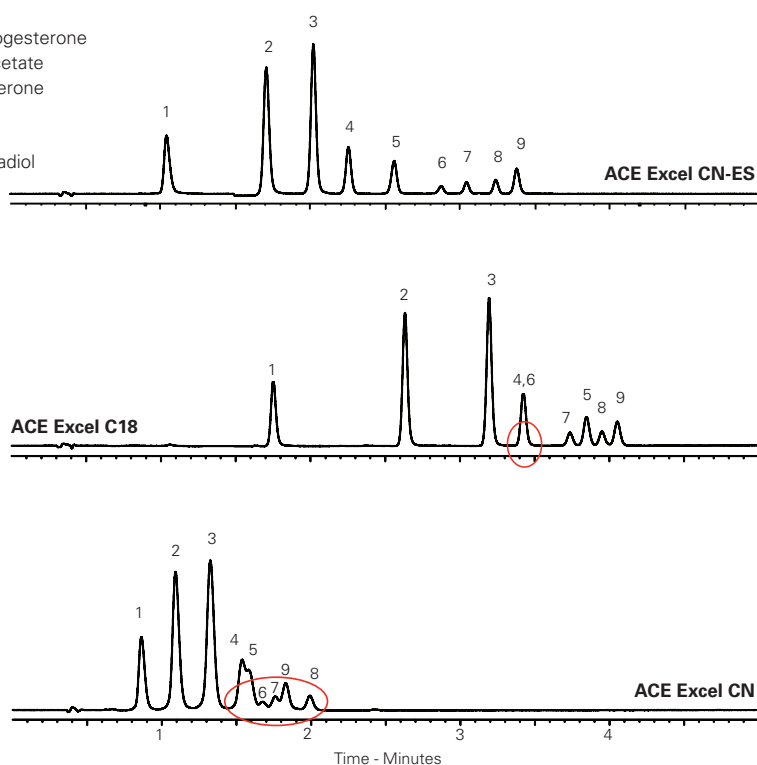 ogesterone
cetate
erone
adiol
1 2 3 4 5 6 7 8 9
ACE Excel CN-ES
1 2 3 4,6 7 5 8 9
ACE Excel C18
1 2 3 4 5 6 7 9 8
ACE Excel CN
1 2 3 4
Time - Minutes